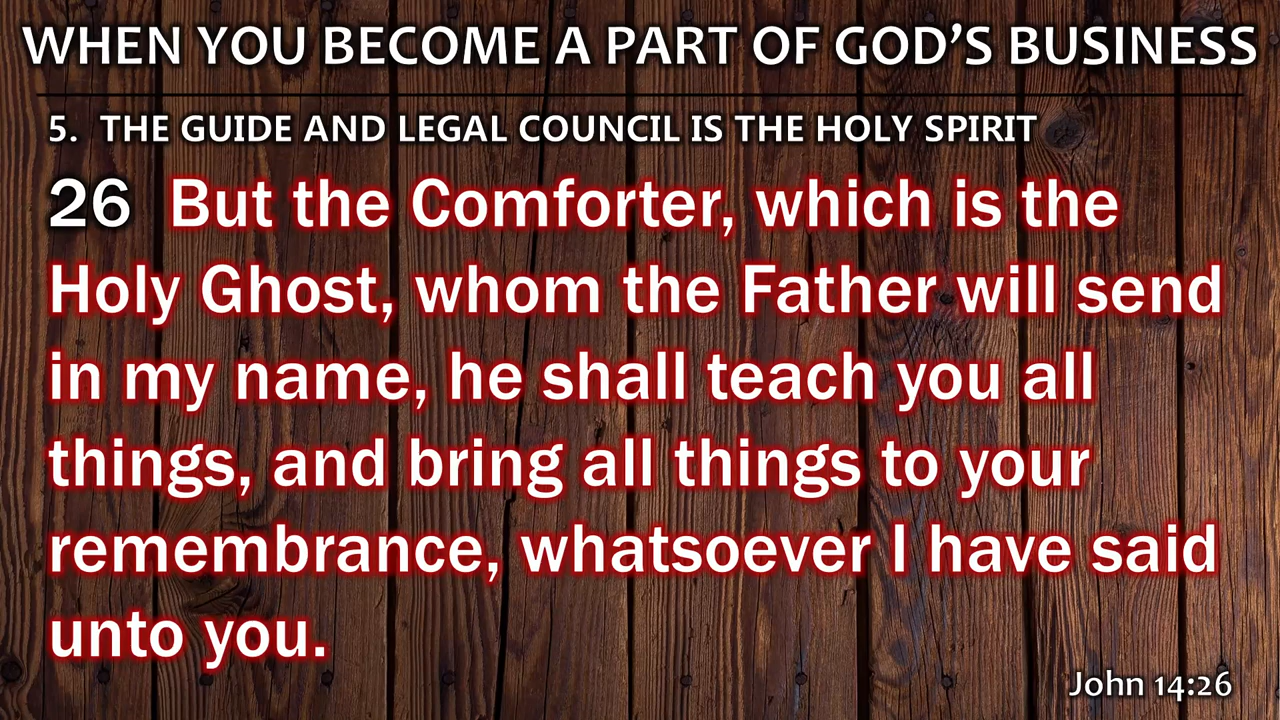 WHEN YOU BECOME A PART OF GOD’S BUSINESS
5. THE GUIDE AND LEGAL COUNCIL IS THE HOLY SPIRIT
26 But the Comforter, which is the
Holy Ghost, whom the Father will send
in my name, he shall teach you all
things, and bring all things to your
remembrance, whatsoever I have said
unto you.
John 14:26